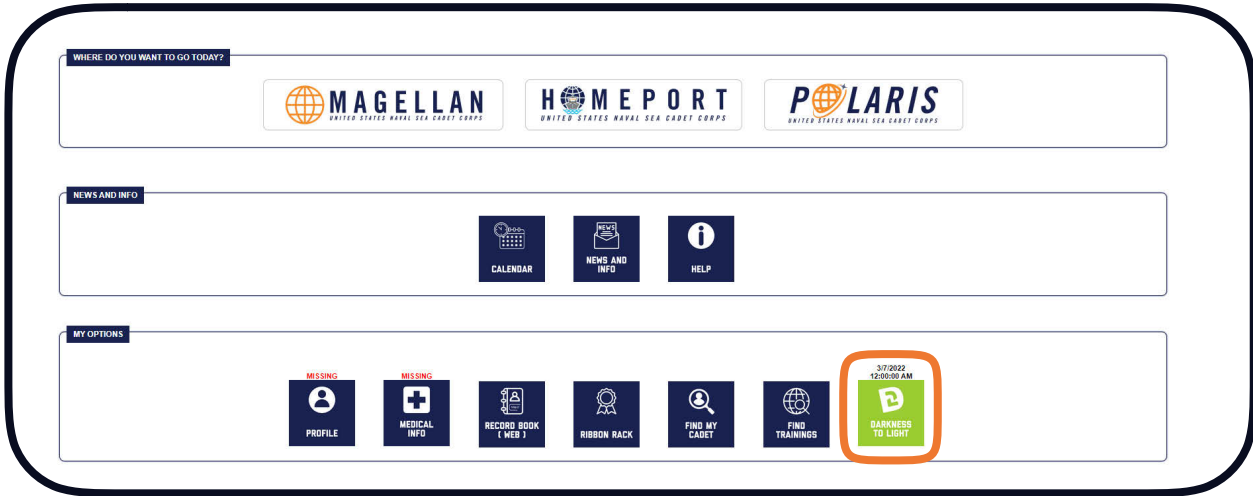 WHERE DO YOU WANT TO GO TODAY?
MAGELLAN
UNITED STATES NAVAL SEA CADET CORPS
HOMEPORT
UNITED STATES NAVAL SEA CADET CORPS
POLARIS
UNITED STATES NAVAL SEA CADET CORPS
NEWS AND INFO
CALENDAR
NEWS
NEWS AND
INFO
HELP
MY OPTIONS
MISSING
PROFILE
MISSING
MEDICAL
INFO
RECORD BOOK
( WEB )
RIBBON RACK
FIND MY
CADET
FIND
TRAININGS
3/7/2022
12:00:00 AM
DARKNESS
TO LIGHT